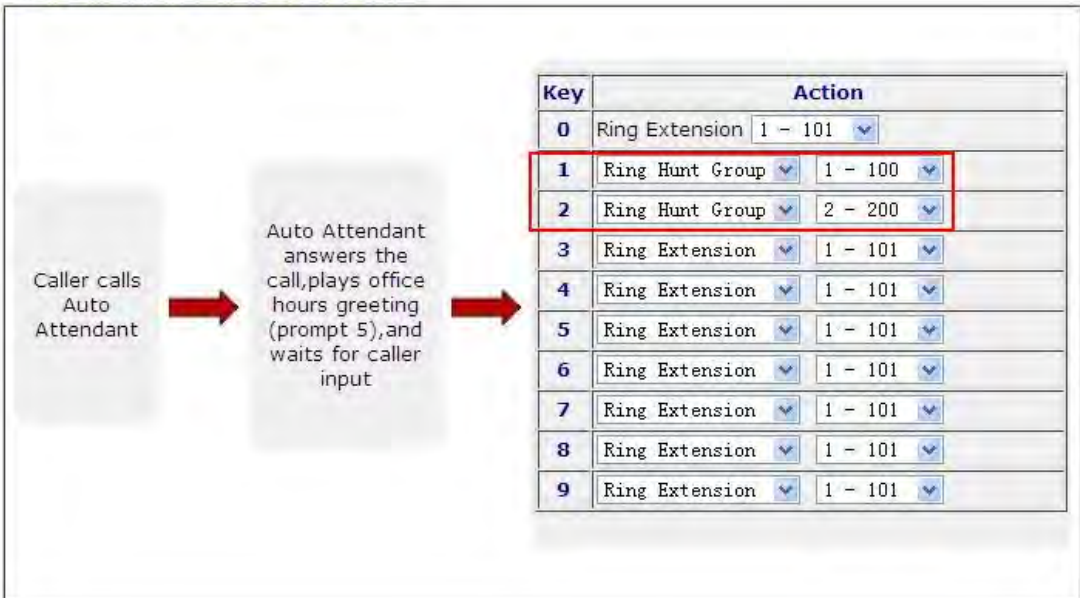 Caller calls
Auto
Attendant
Auto Attendant
answers the
call,plays office
hours greeting
(prompt 5),and
waits for caller
input
Key Action
0 Ring Extension 1 - 101
1 Ring Hunt Group 1 - 100
2 Ring Hunt Group 2 - 200
3 Ring Extension 1 - 101
4 Ring Extension 1 - 101
5 Ring Extension 1 - 101
6 Ring Extension 1 - 101
7 Ring Extension 1 - 101
8 Ring Extension 1 - 101
9 Ring Extension 1 - 101